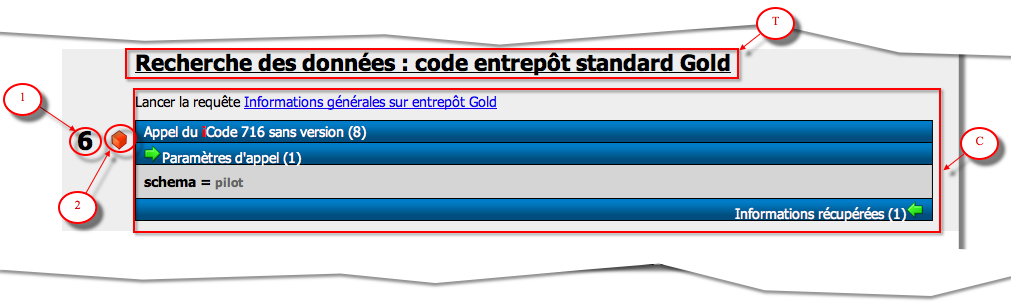 T
Recherche des données : code entrepôt standard Gold
1
Lancer la requête Informations générales sur entrepôt Gold
6
Appel du iCode 716 sans version (8)
C
Paramètres d'appel (1)
schema = pilot
2
Informations récupérées (1)